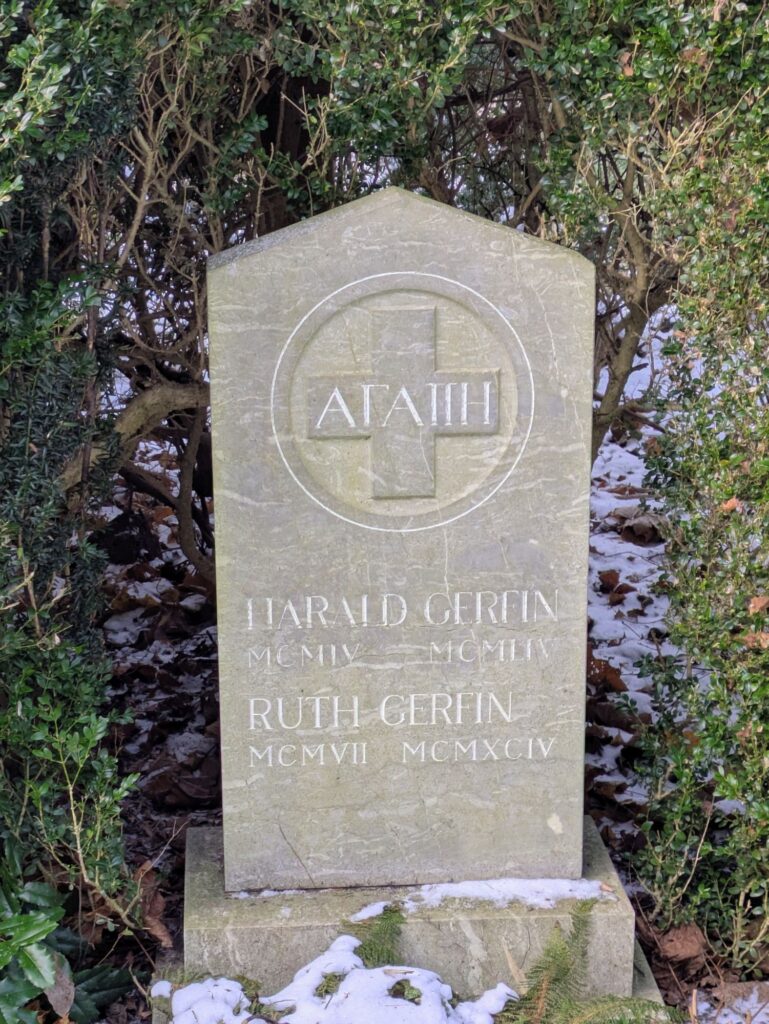 ΑΓΑΠΗ
HARALD GERFIN
MCMIV MCMLIV
RUTH GERFIN
MCMVII MCMXCIV